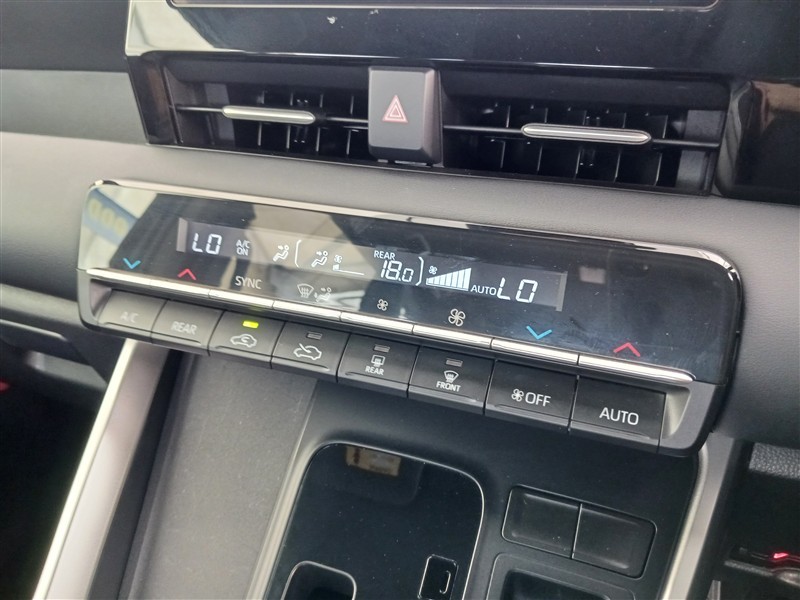 LO A/C ON REAR 18.0 AUTO LO
SYNC
A/C REAR REAR FRONT OFF AUTO